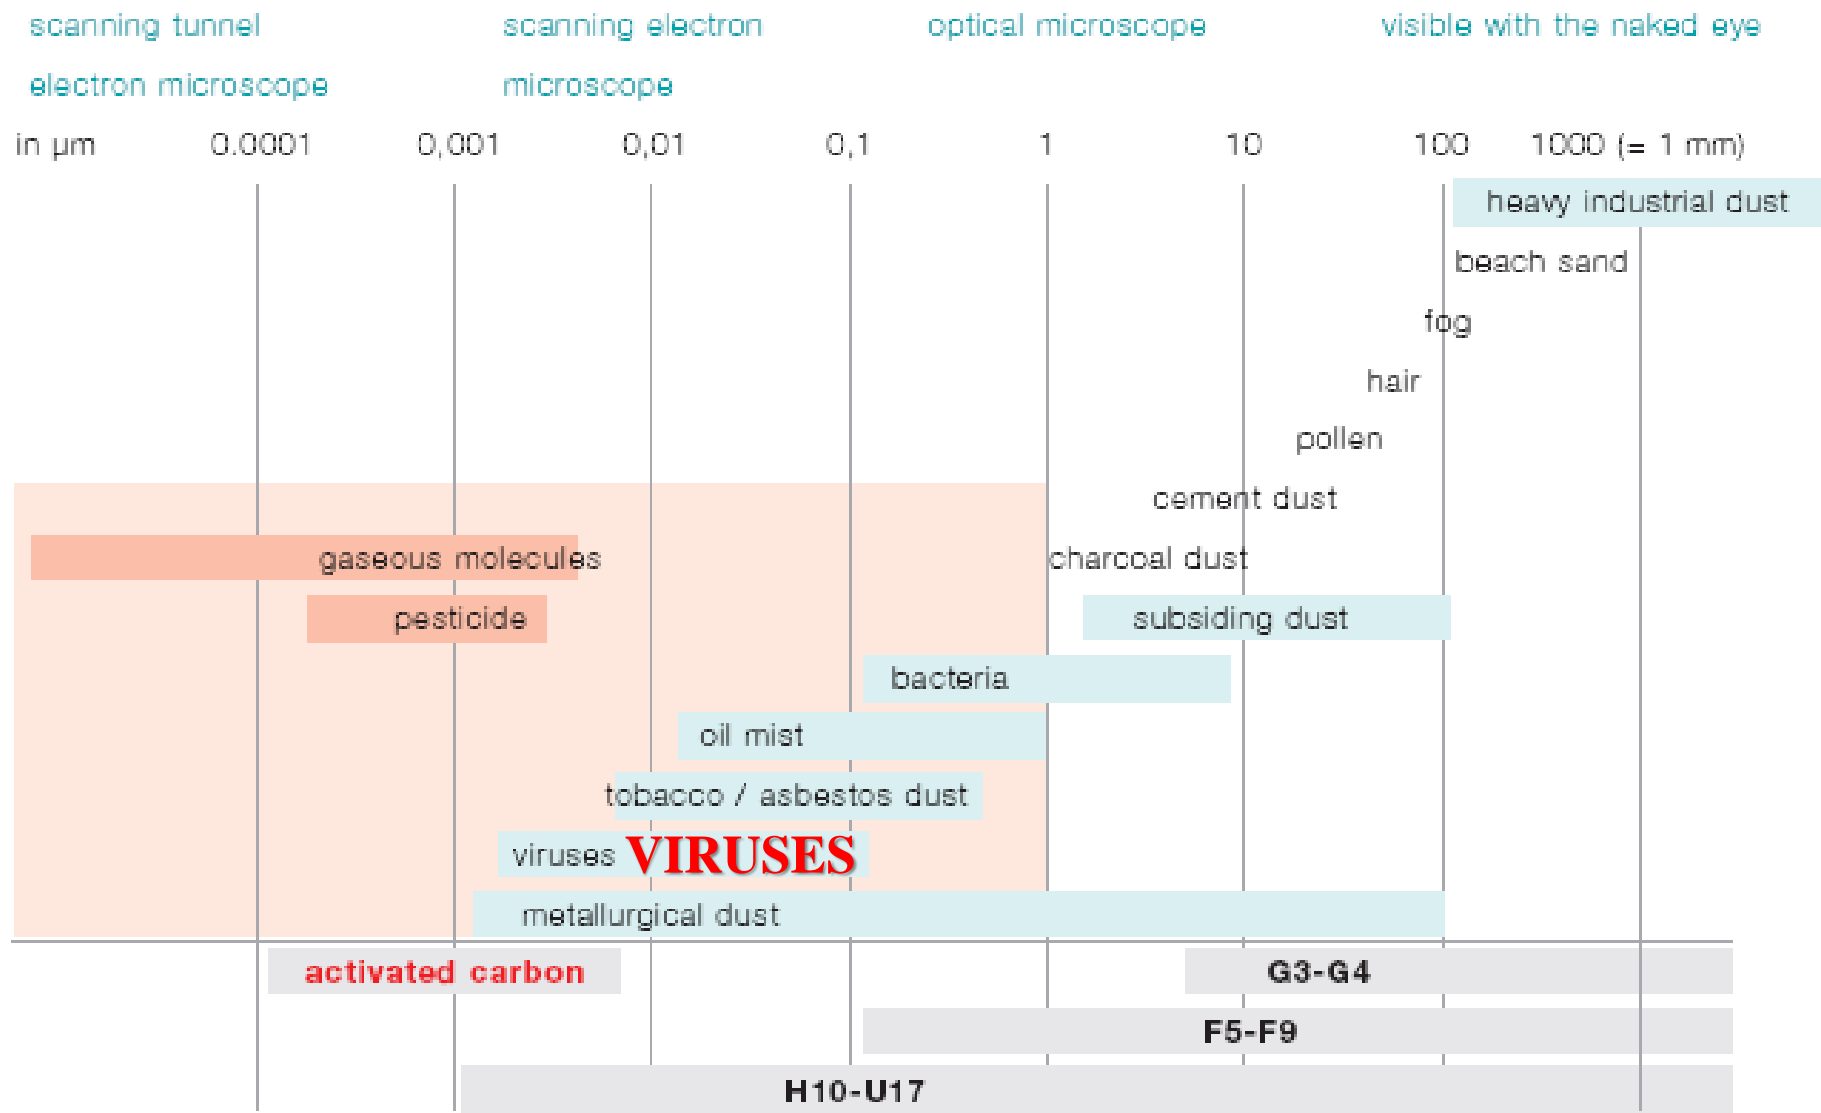 scanning tunnel
electron microscope
scanning electron
microscope
optical microscope
visible with the naked eye
in µm 0.0001 0,001 0,01 0,1 1 10 100 1000 (= 1 mm)
heavy industrial dust
beach sand
fog
hair
pollen
cement dust
gaseous molecules charcoal dust
pesticide subsiding dust
bacteria
oil mist
tobacco / asbestos dust
viruses VIRUSES
metallurgical dust
activated carbon G3-G4
F5-F9
H10-U17